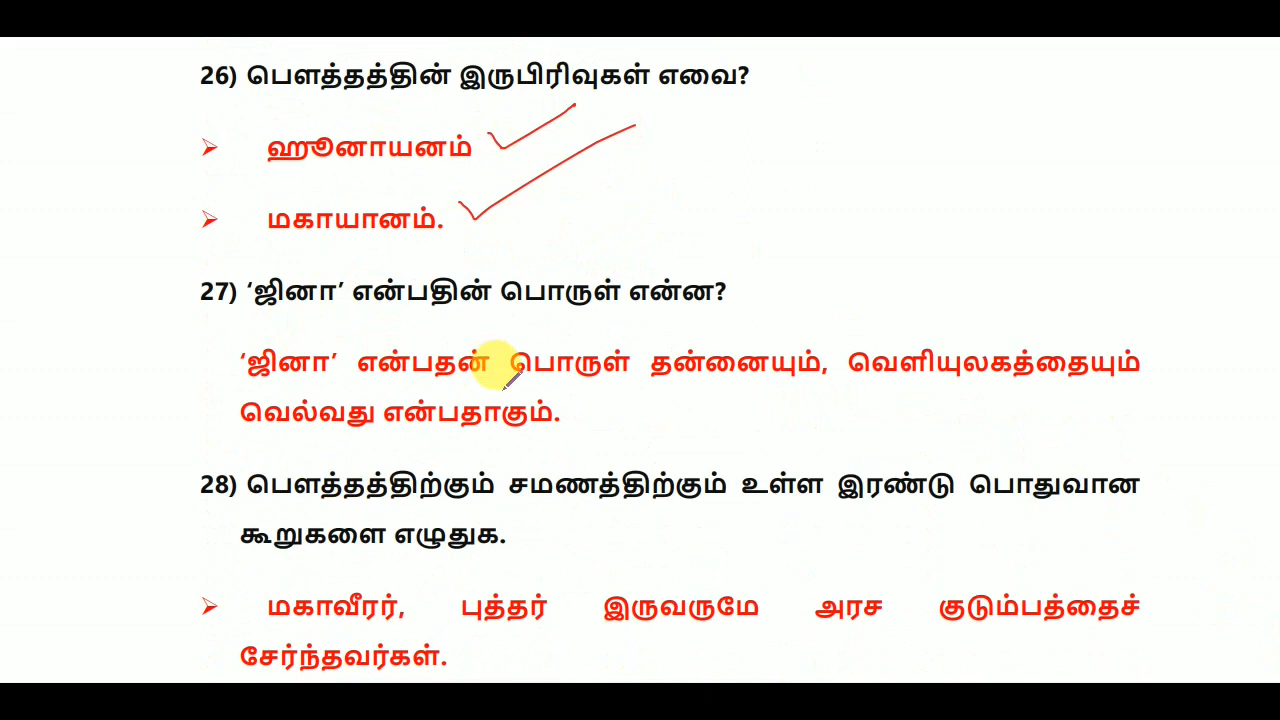 26) பௌத்தத்தின் இருபிரிவுகள் எவை?
➢ ஹூனாயனம்
➢ மகாயானம்.
27) ‘ஜினா’ என்பதின் பொருள் என்ன?
‘ஜினா’ என்பதன் பொருள் தன்னையும், வெளியுலகத்தையும்
வெல்வது என்பதாகும்.
28) பௌத்தத்திற்கும் சமணத்திற்கும் உள்ள இரண்டு பொதுவான
கூறுகளை எழுதுக.
➢ மகாவீரர், புத்தர் இருவருமே அரச குடும்பத்தைச்
சேர்ந்தவர்கள்.